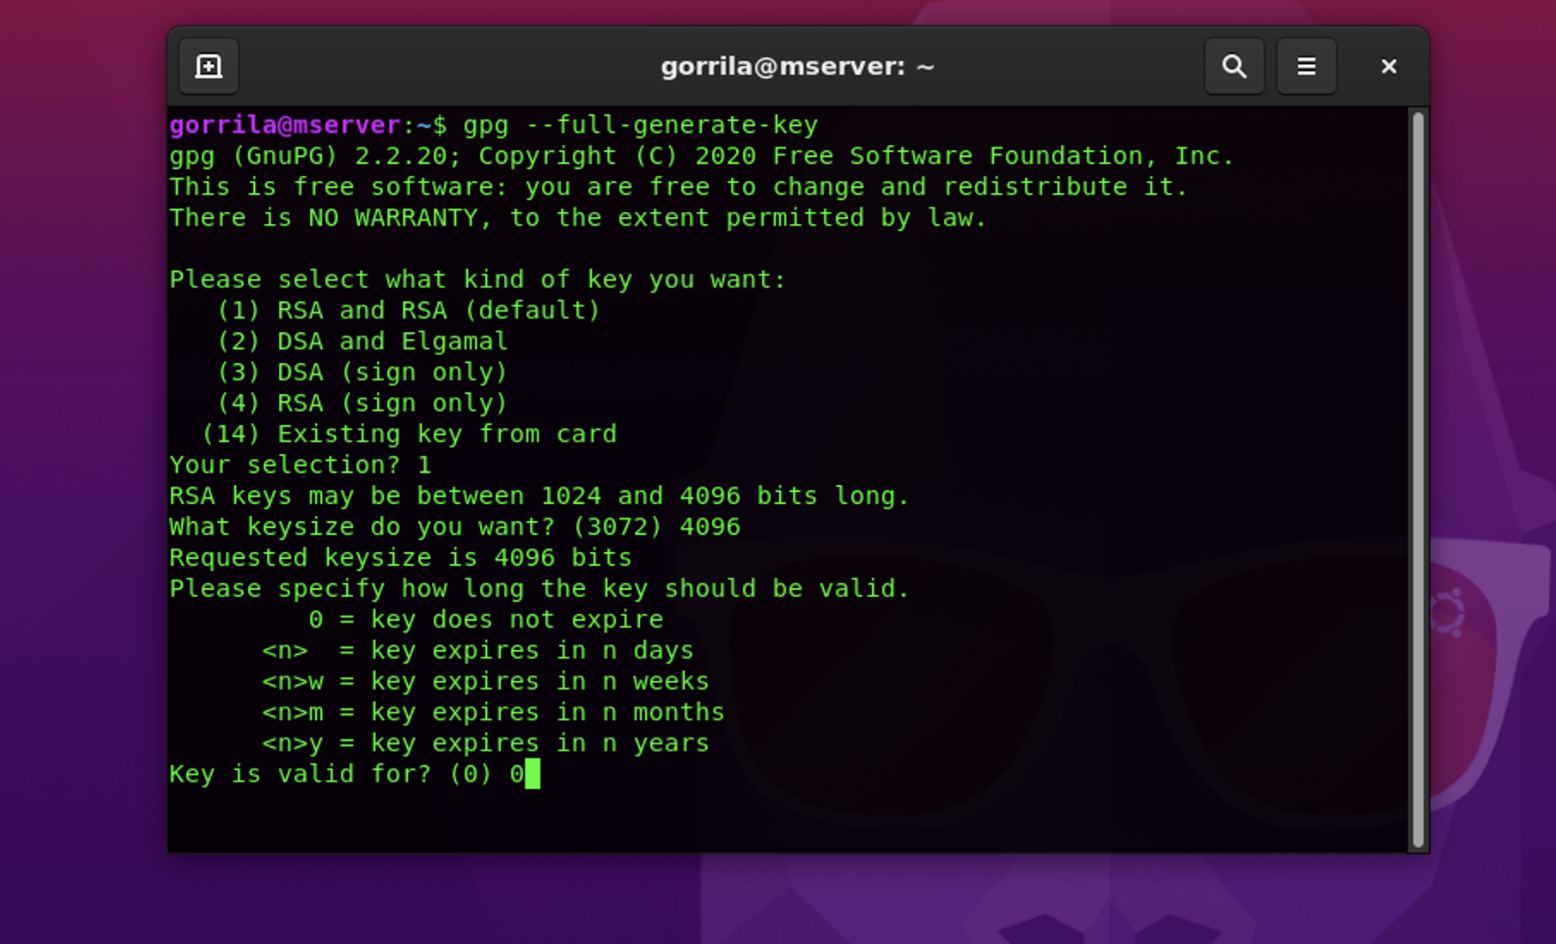 gorrila@mserver: ~
gorrila@mserver:~$ gpg --full-generate-key
gpg (GnuPG) 2.2.20; Copyright (C) 2020 Free Software Foundation, Inc.
This is free software: you are free to change and redistribute it.
There is NO WARRANTY, to the extent permitted by law.

Please select what kind of key you want:
   (1) RSA and RSA (default)
   (2) DSA and Elgamal
   (3) DSA (sign only)
   (4) RSA (sign only)
  (14) Existing key from card
Your selection? 1
RSA keys may be between 1024 and 4096 bits long.
What keysize do you want? (3072) 4096
Requested keysize is 4096 bits
Please specify how long the key should be valid.
         0 = key does not expire
      <n>  = key expires in n days
      <n>w = key expires in n weeks
      <n>m = key expires in n months
      <n>y = key expires in n years
Key is valid for? (0) 0